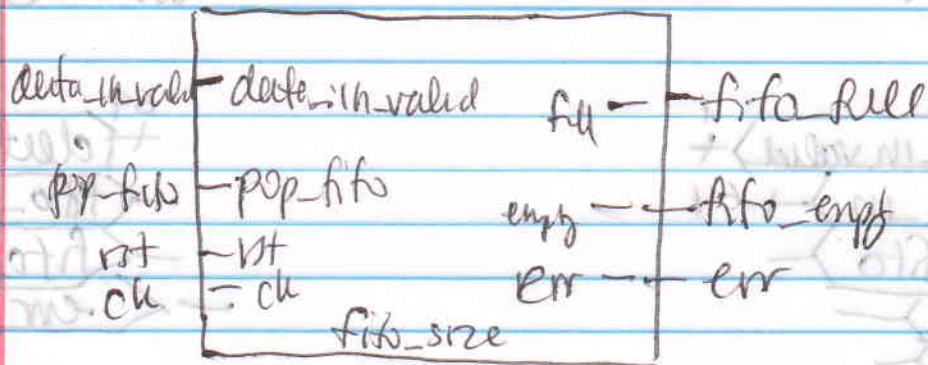 data_in_valid data_in_valid full fifo_full
pop_fifo pop_fifo empty fifo_empty
rst rst err err
clk clk
fifo_size